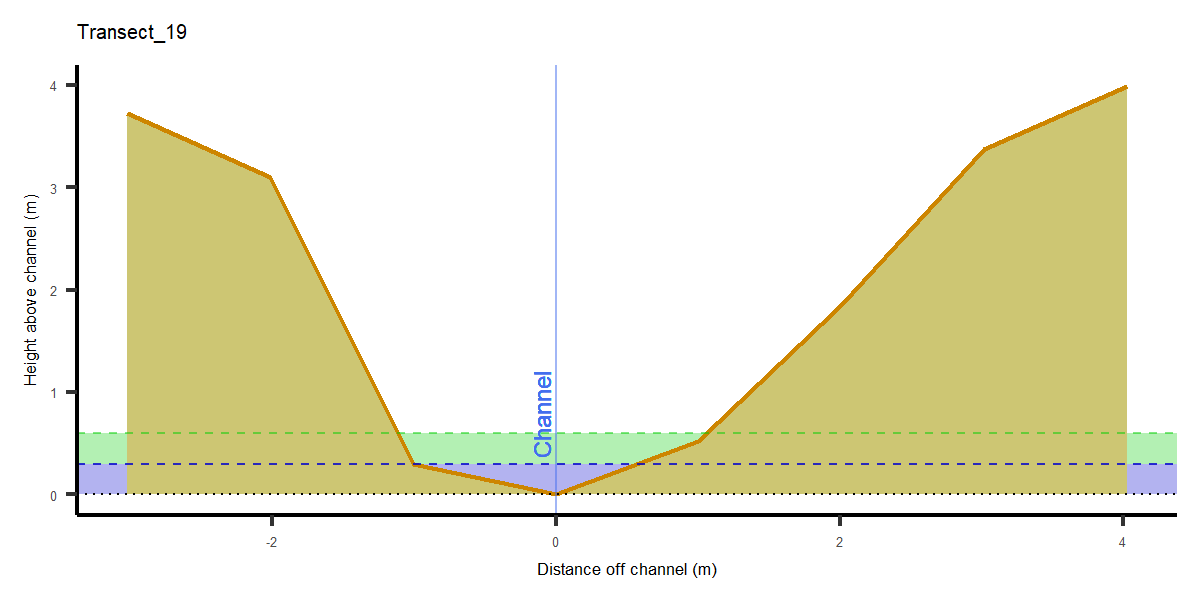 Transect_19
Height above channel (m)
4
3
2
1
0
Channel
-2
0
2
4
Distance off channel (m)